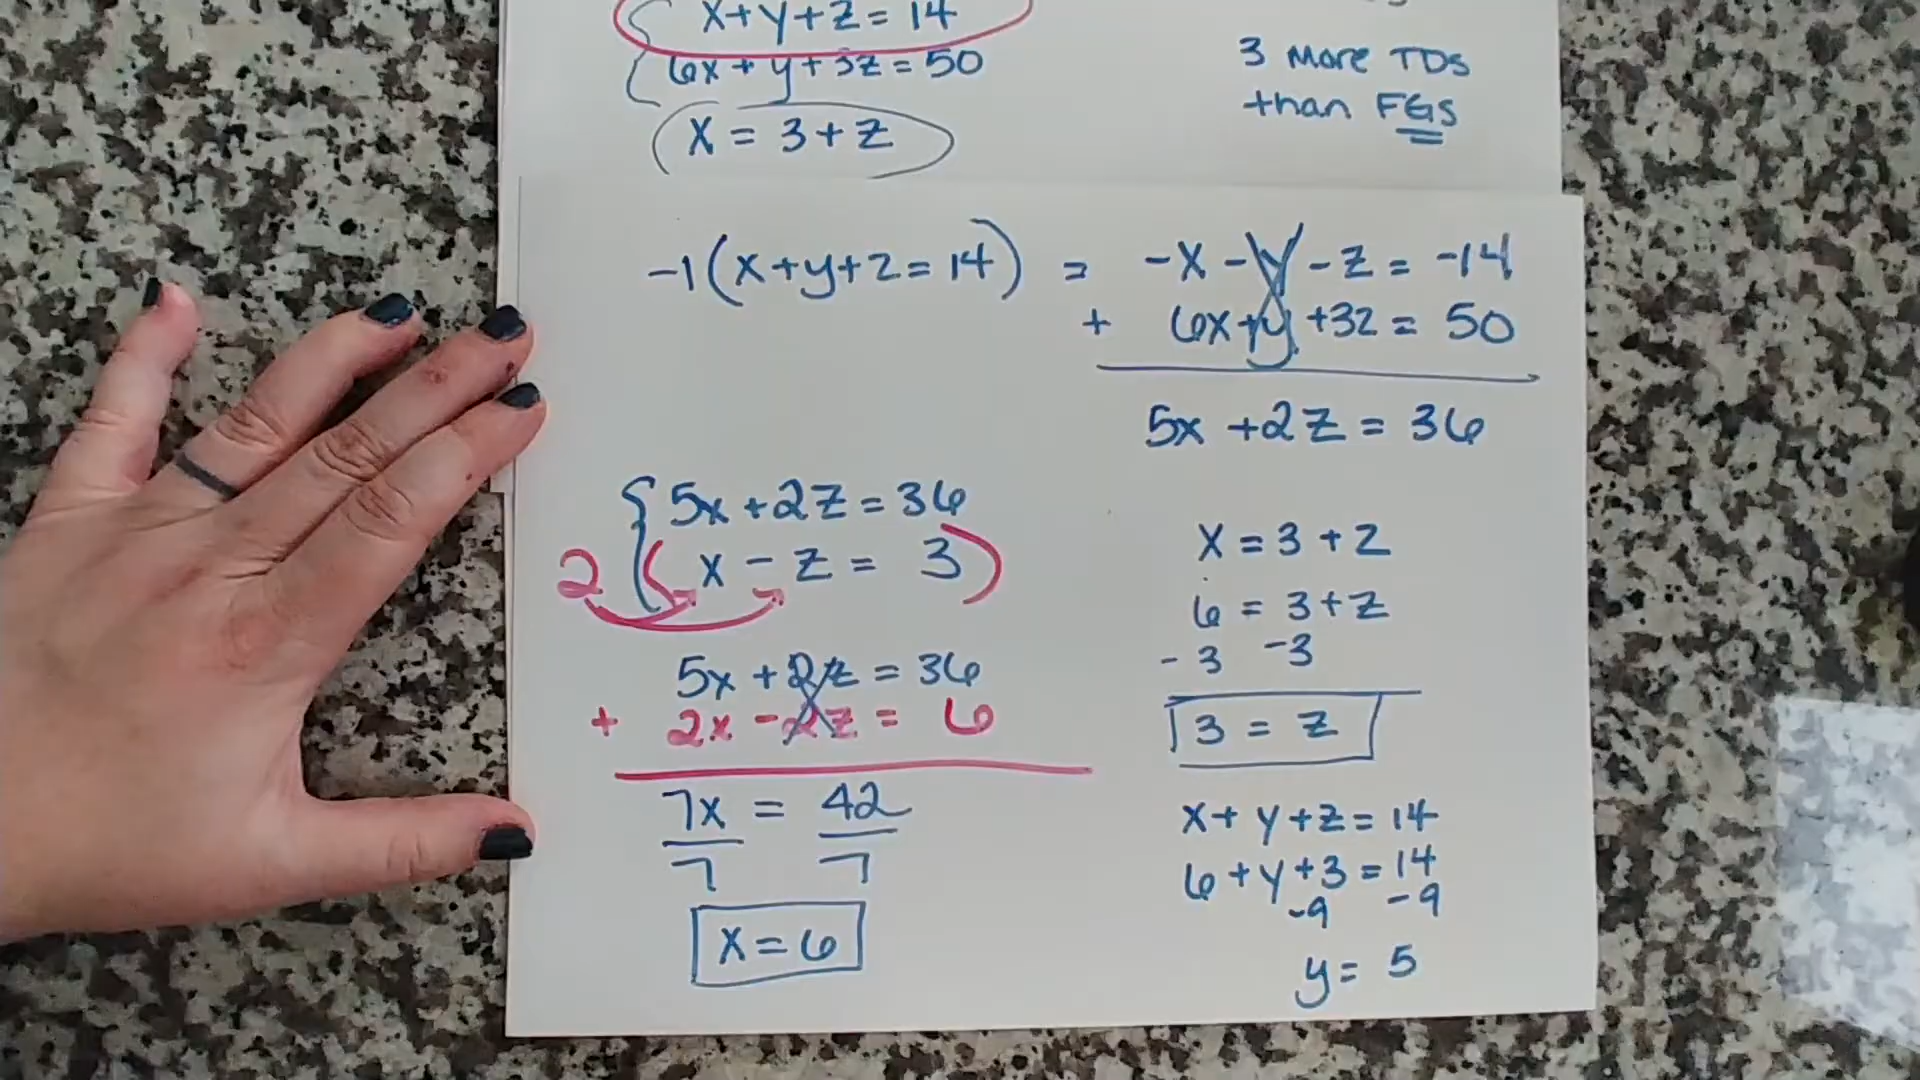 x+y+z = 14
6x+y+3z = 50
x = 3+z
3 more TDs
than FGs
-1(x+y+z = 14) = -x-y-z = -14
+ 6x+y+3z = 50
5x+2z = 36
5x+2z = 36
2(x-z = 3)
5x+2z = 36
+ 2x-2z = 6
7x = 42
7 7
x = 6
x = 3+z
6 = 3+z
-3 -3
3 = z
x+y+z = 14
6+y+3 = 14
-9 -9
y = 5